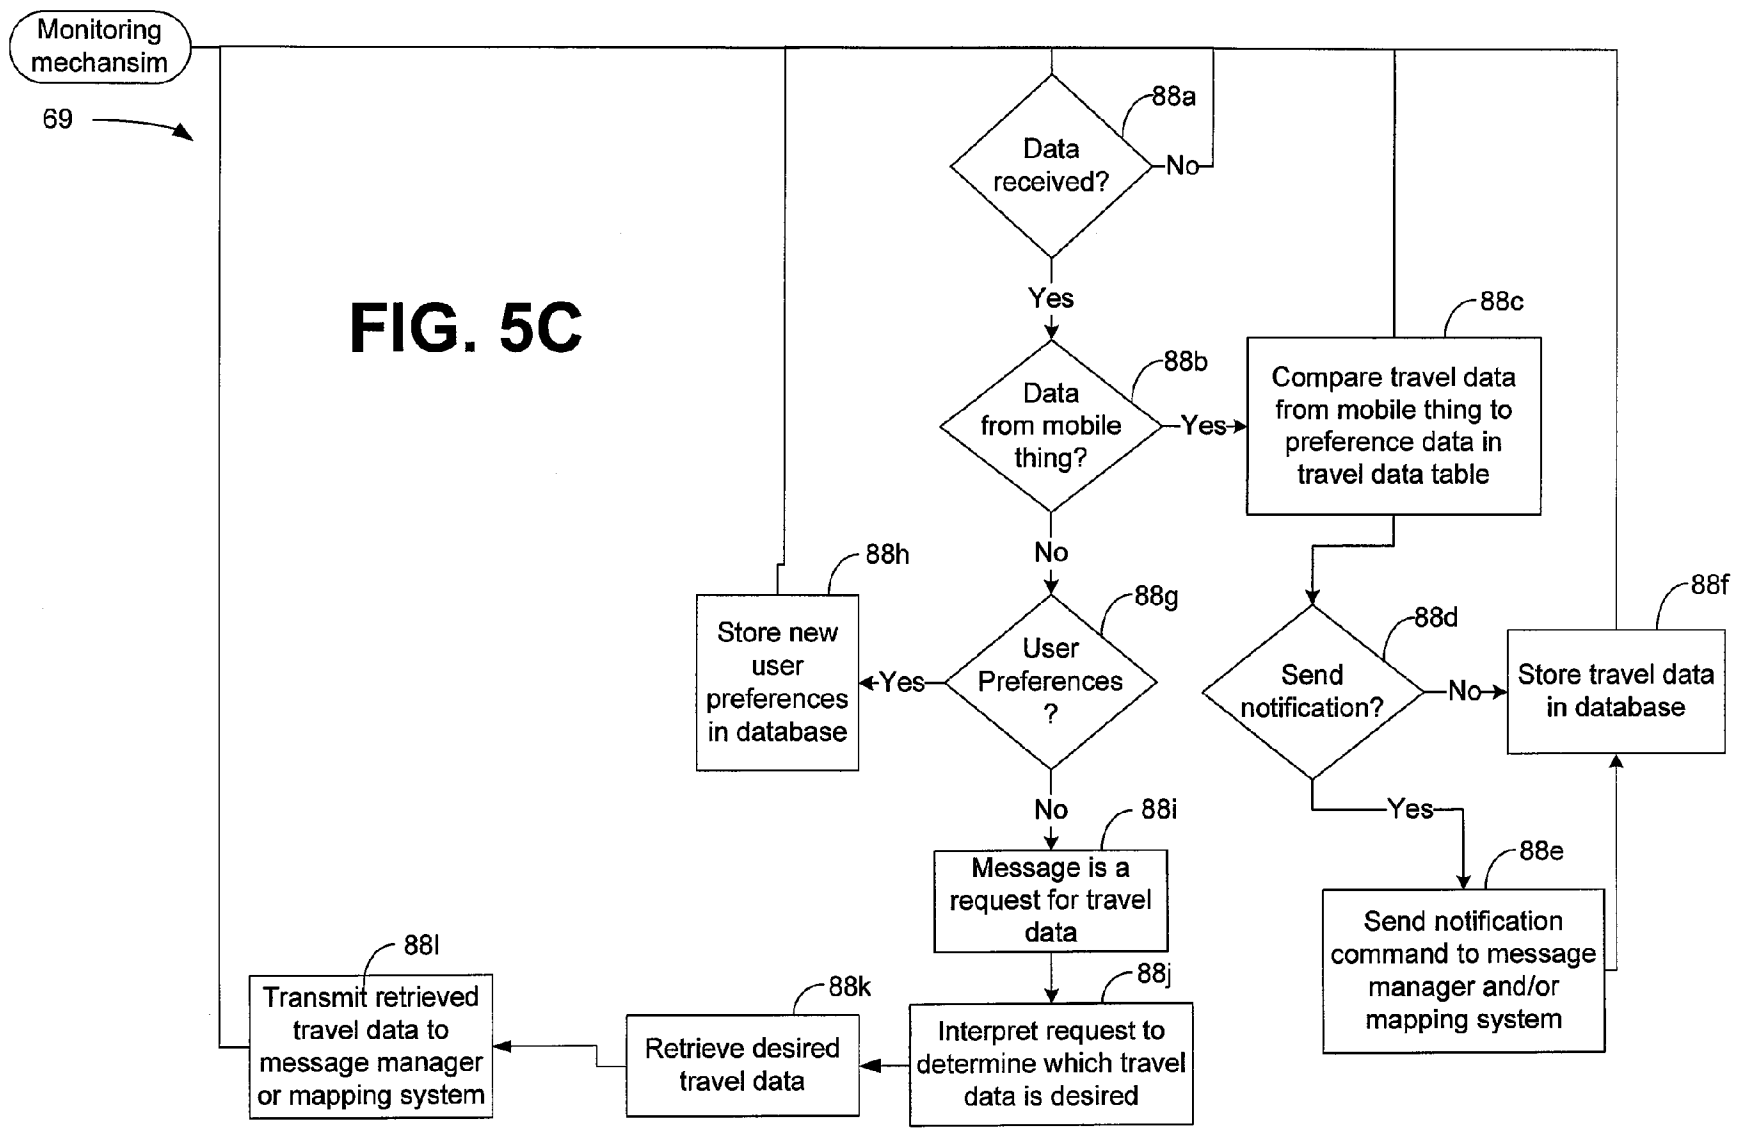 Monitoring
mechansim
69
FIG. 5C
88a
Data
received?
No
Yes
88b
Data
from mobile
thing?
Yes
88c
Compare travel data
from mobile thing to
preference data in
travel data table
No
88h
Store new
user
preferences
in database
88g
User
Preferences
?
Yes
88d
Send
notification?
No
88f
Store travel data
in database
No
Yes
88i
Message is a
request for travel
data
88e
Send notification
command to message
manager and/or
mapping system
88l
Transmit retrieved
travel data to
message manager
or mapping system
88k
Retrieve desired
travel data
88j
Interpret request to
determine which travel
data is desired